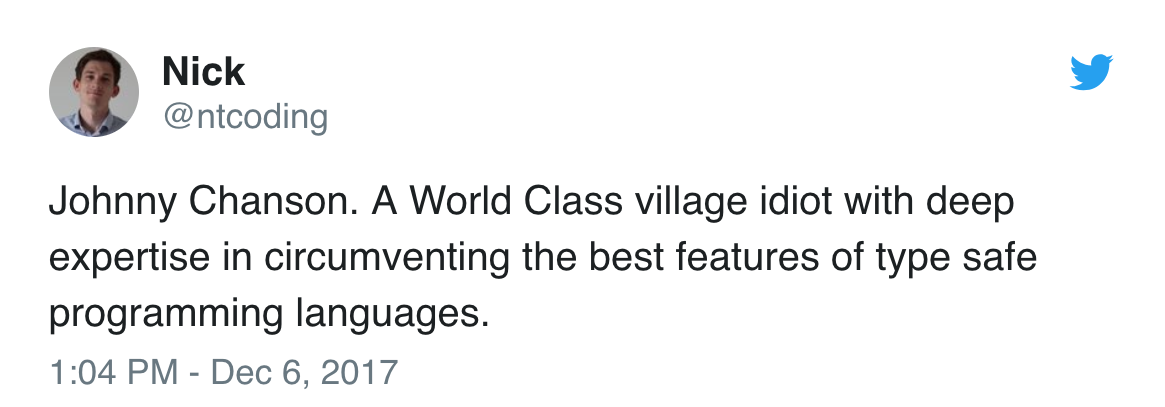 Nick
@ntcoding
Johnny Chanson. A World Class village idiot with deep
expertise in circumventing the best features of type safe
programming languages.
1:04 PM - Dec 6, 2017